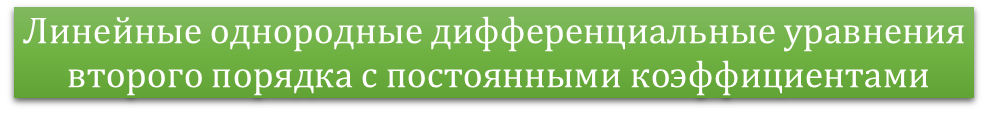 Линейные однородные дифференциальные уравнения
второго порядка с постоянными коэффициентами